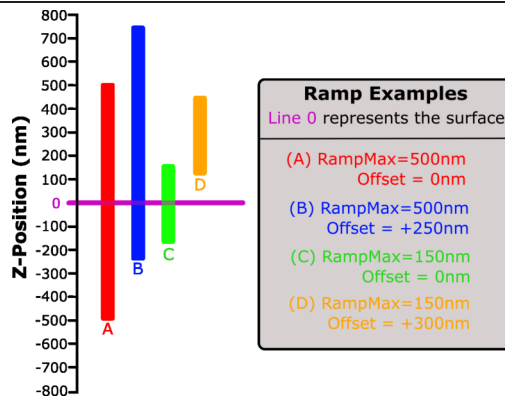 800
700
600
500
400
300
200
100
0
-100
-200
-300
-400
-500
-600
-700
-800
Z-Position (nm)
A
B
C
D
Ramp Examples
Line 0 represents the surface
(A) RampMax=500nm
Offset = 0nm
(B) RampMax=500nm
Offset = +250nm
(C) RampMax=150nm
Offset = 0nm
(D) RampMax=150nm
Offset = +300nm